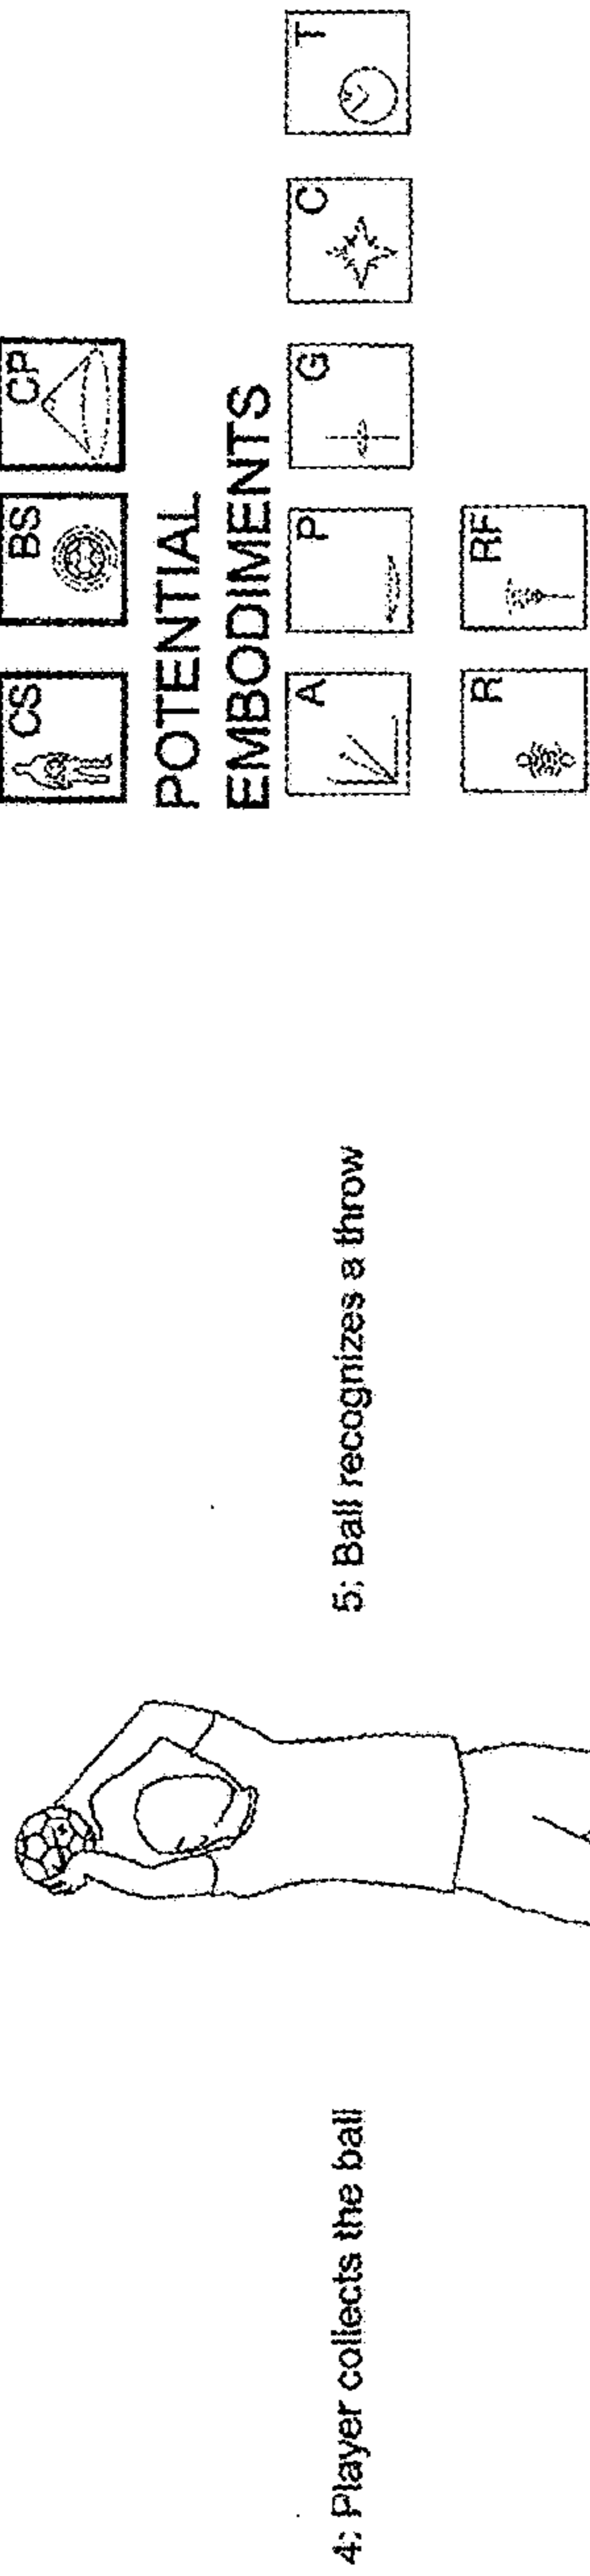 CS BS CP
POTENTIAL
EMBODIMENTS
A P G C T
R RF
4: Player collects the ball
5: Ball recognizes a throw